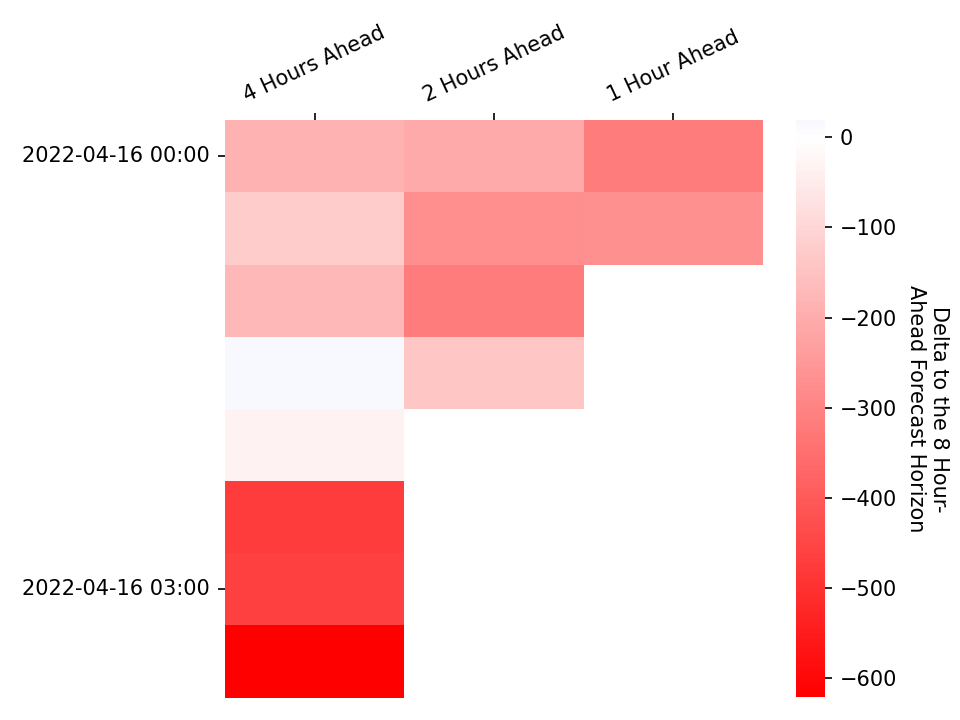 4 Hours Ahead
2 Hours Ahead
1 Hour Ahead
2022-04-16 00:00
2022-04-16 03:00
0
−100
−200
−300
−400
−500
−600
Delta to the 8 Hour-
Ahead Forecast Horizon